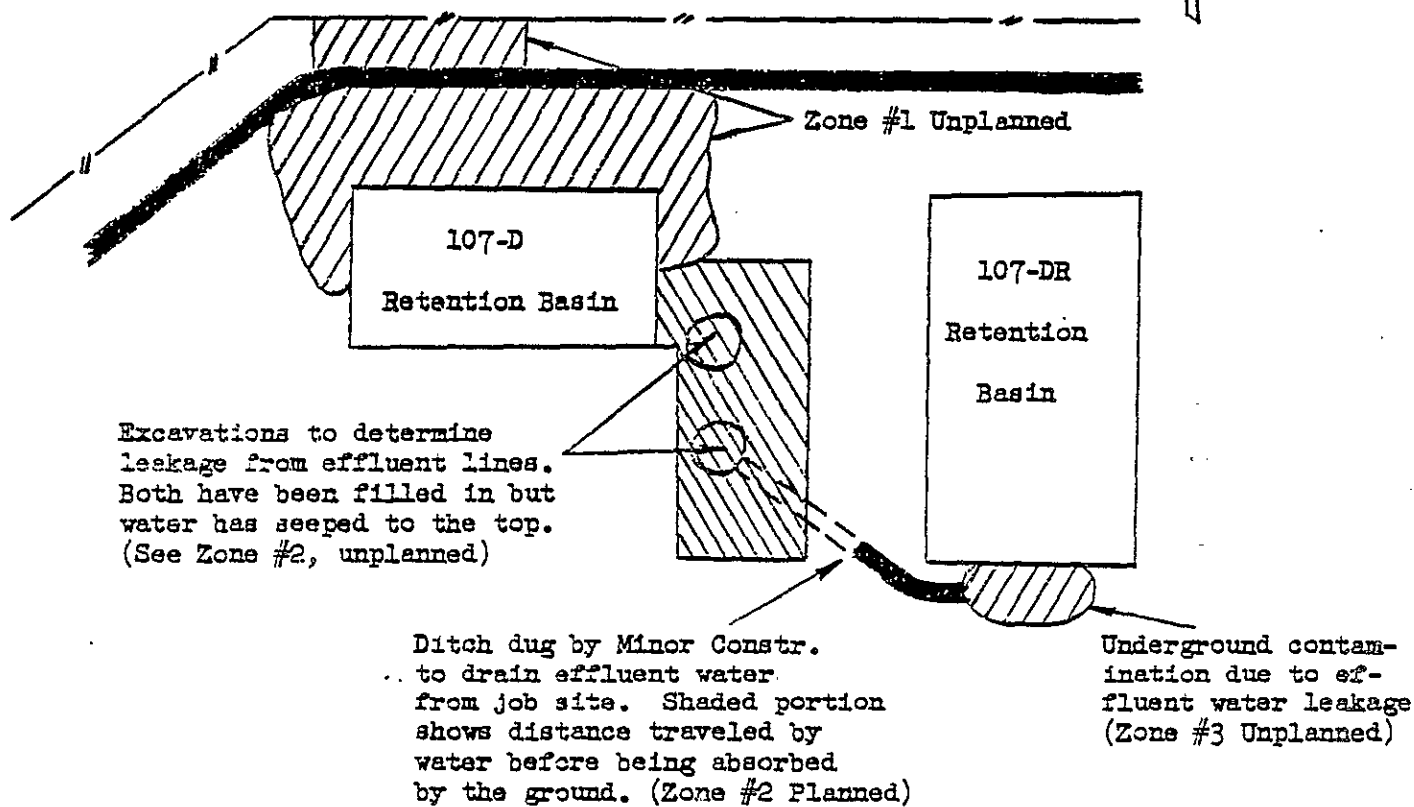 Zone #1 Unplanned
107-D
Retention Basin
107-DR
Retention
Basin
Excavations to determine
leakage from effluent lines.
Both have been filled in but
water has seeped to the top.
(See Zone #2, unplanned)
Ditch dug by Minor Constr.
to drain effluent water
from job site. Shaded portion
shows distance traveled by
water before being absorbed
by the ground. (Zone #2 Planned)
Underground contam-
ination due to ef-
fluent water leakage
(Zone #3 Unplanned)